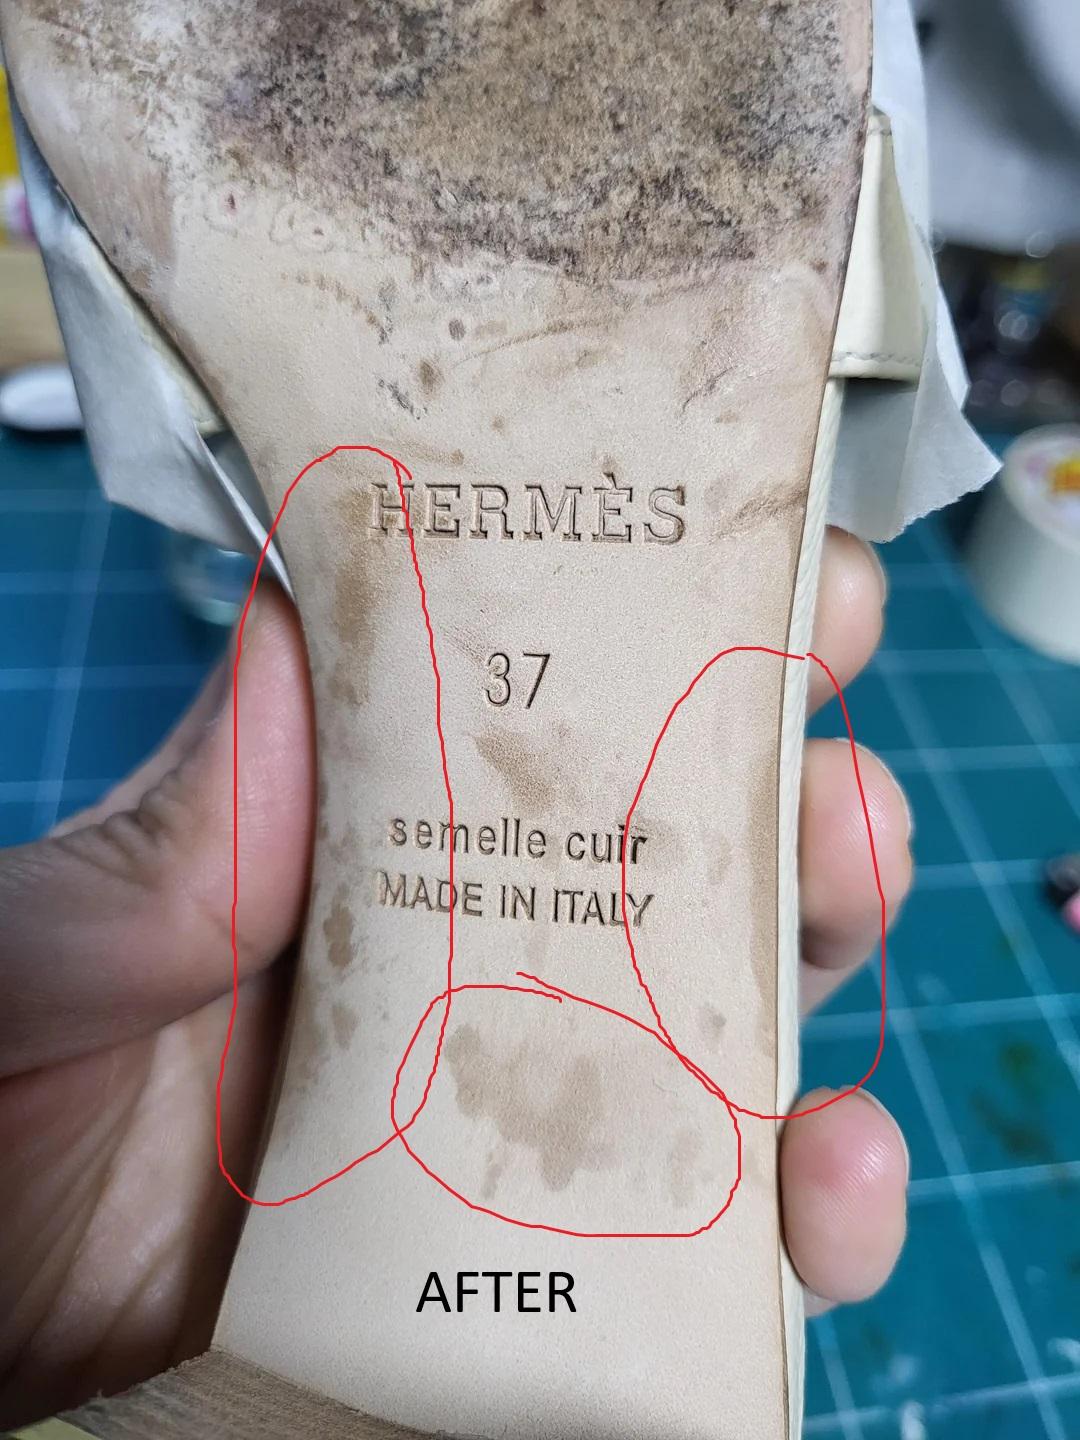 HERMÈS
37
semelle cuir
MADE IN ITALY
AFTER